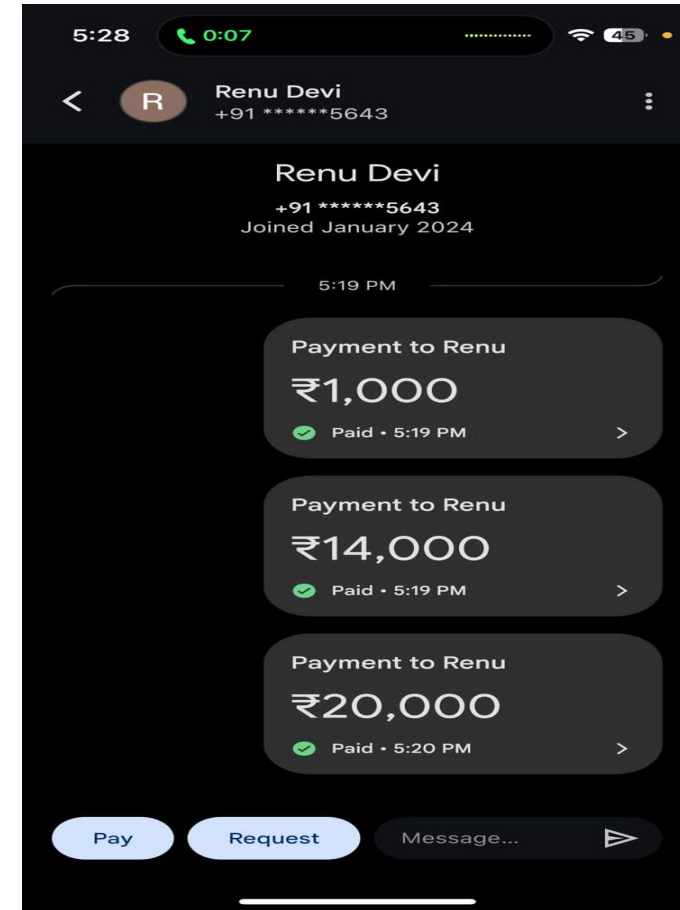 5:28 0:07 45
R Renu Devi
+91 ******5643
Renu Devi
+91 ******5643
Joined January 2024
5:19 PM
Payment to Renu
₹1,000
Paid • 5:19 PM
Payment to Renu
₹14,000
Paid • 5:19 PM
Payment to Renu
₹20,000
Paid • 5:20 PM
Pay Request Message...